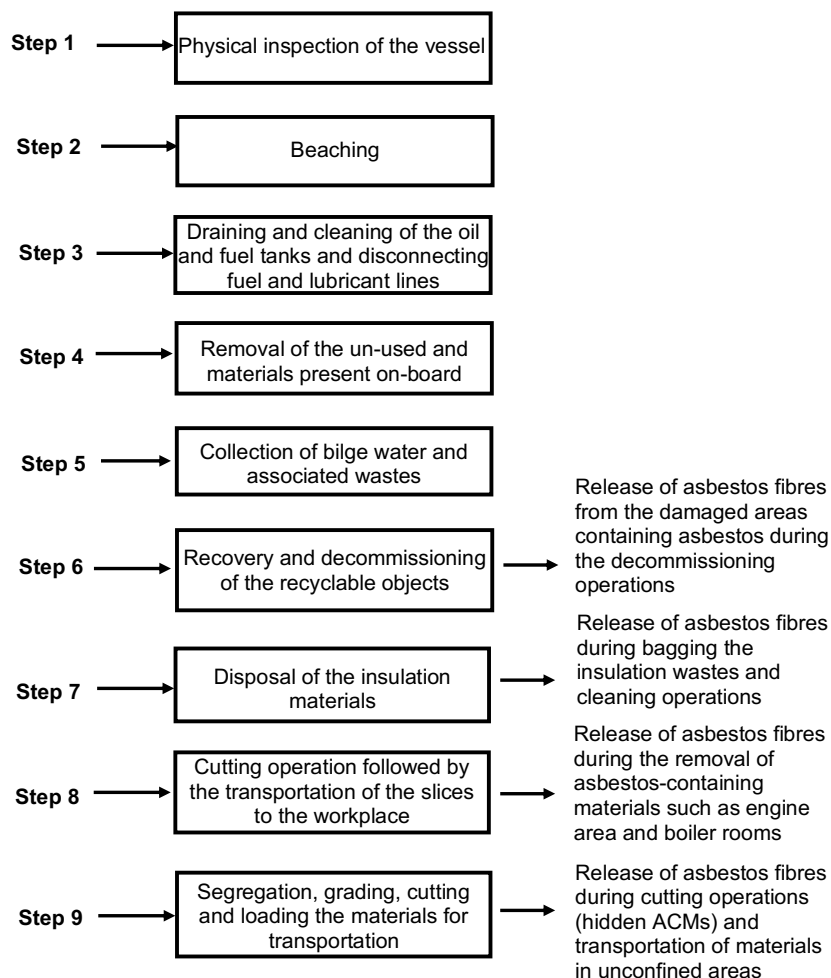 Step 1
Physical inspection of the vessel
Step 2
Beaching
Step 3
Draining and cleaning of the oil
and fuel tanks and disconnecting
fuel and lubricant lines
Step 4
Removal of the un-used and
materials present on-board
Step 5
Collection of bilge water and
associated wastes
Step 6
Recovery and decommissioning
of the recyclable objects
Release of asbestos fibres
from the damaged areas
containing asbestos during
the decommissioning
operations
Step 7
Disposal of the insulation
materials
Release of asbestos fibres
during bagging the
insulation wastes and
cleaning operations
Step 8
Cutting operation followed by
the transportation of the slices
to the workplace
Release of asbestos fibres
during the removal of
asbestos-containing
materials such as engine
area and boiler rooms
Step 9
Segregation, grading, cutting
and loading the materials for
transportation
Release of asbestos fibres
during cutting operations
(hidden ACMs) and
transportation of materials
in unconfined areas